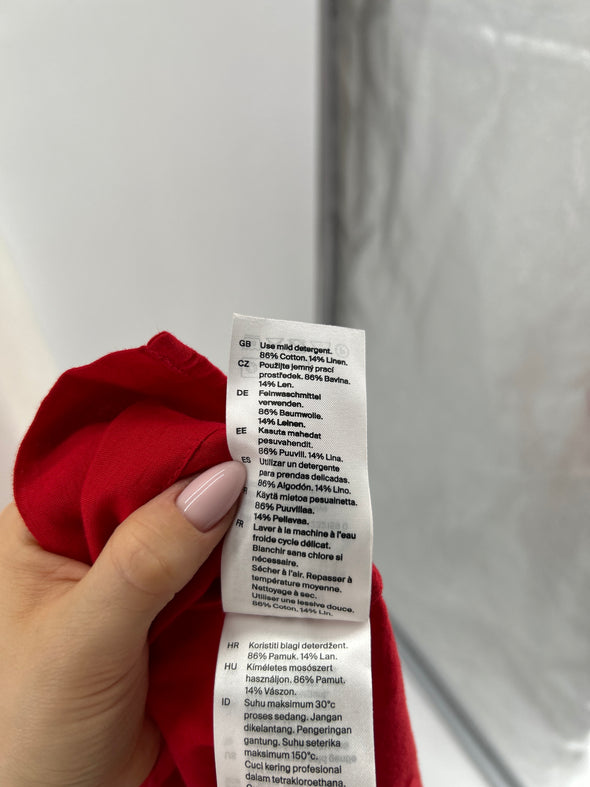 GB Use mild detergent.
86% Cotton. 14% Linen.
CZ Použijte jemný prací
prostředek. 86% Bavlna.
14% Len.
DE Feinwaschmittel
verwenden.
86% Baumwolle.
14% Leinen.
EE Kasuta mahedat
pesuvahendit.
86% Puuvill. 14% Lina.
ES Utilizar un detergente
para prendas delicadas.
86% Algodón. 14% Lino.
FI Käytä mietoa pesuainetta.
86% Puuvillaa.
14% Pellavaa.
FR Laver à la machine à l'eau
froide cycle délicat.
Blanchir sans chlore si
nécessaire.
Sécher à l'air. Repasser à
température moyenne.
Nettoyage à sec.
Utiliser une lessive douce.
86% Coton. 14% Lin.
HR Koristiti blagi deterdžent.
86% Pamuk. 14% Lan.
HU Kíméletes mosószert
használjon. 86% Pamut.
14% Vászon.
ID Suhu maksimum 30°c
proses sedang. Jangan
dikelantang. Pengeringan
gantung. Suhu seterika
maksimum 150°c.
Cuci kering profesional
dalam tetrakloroethana.